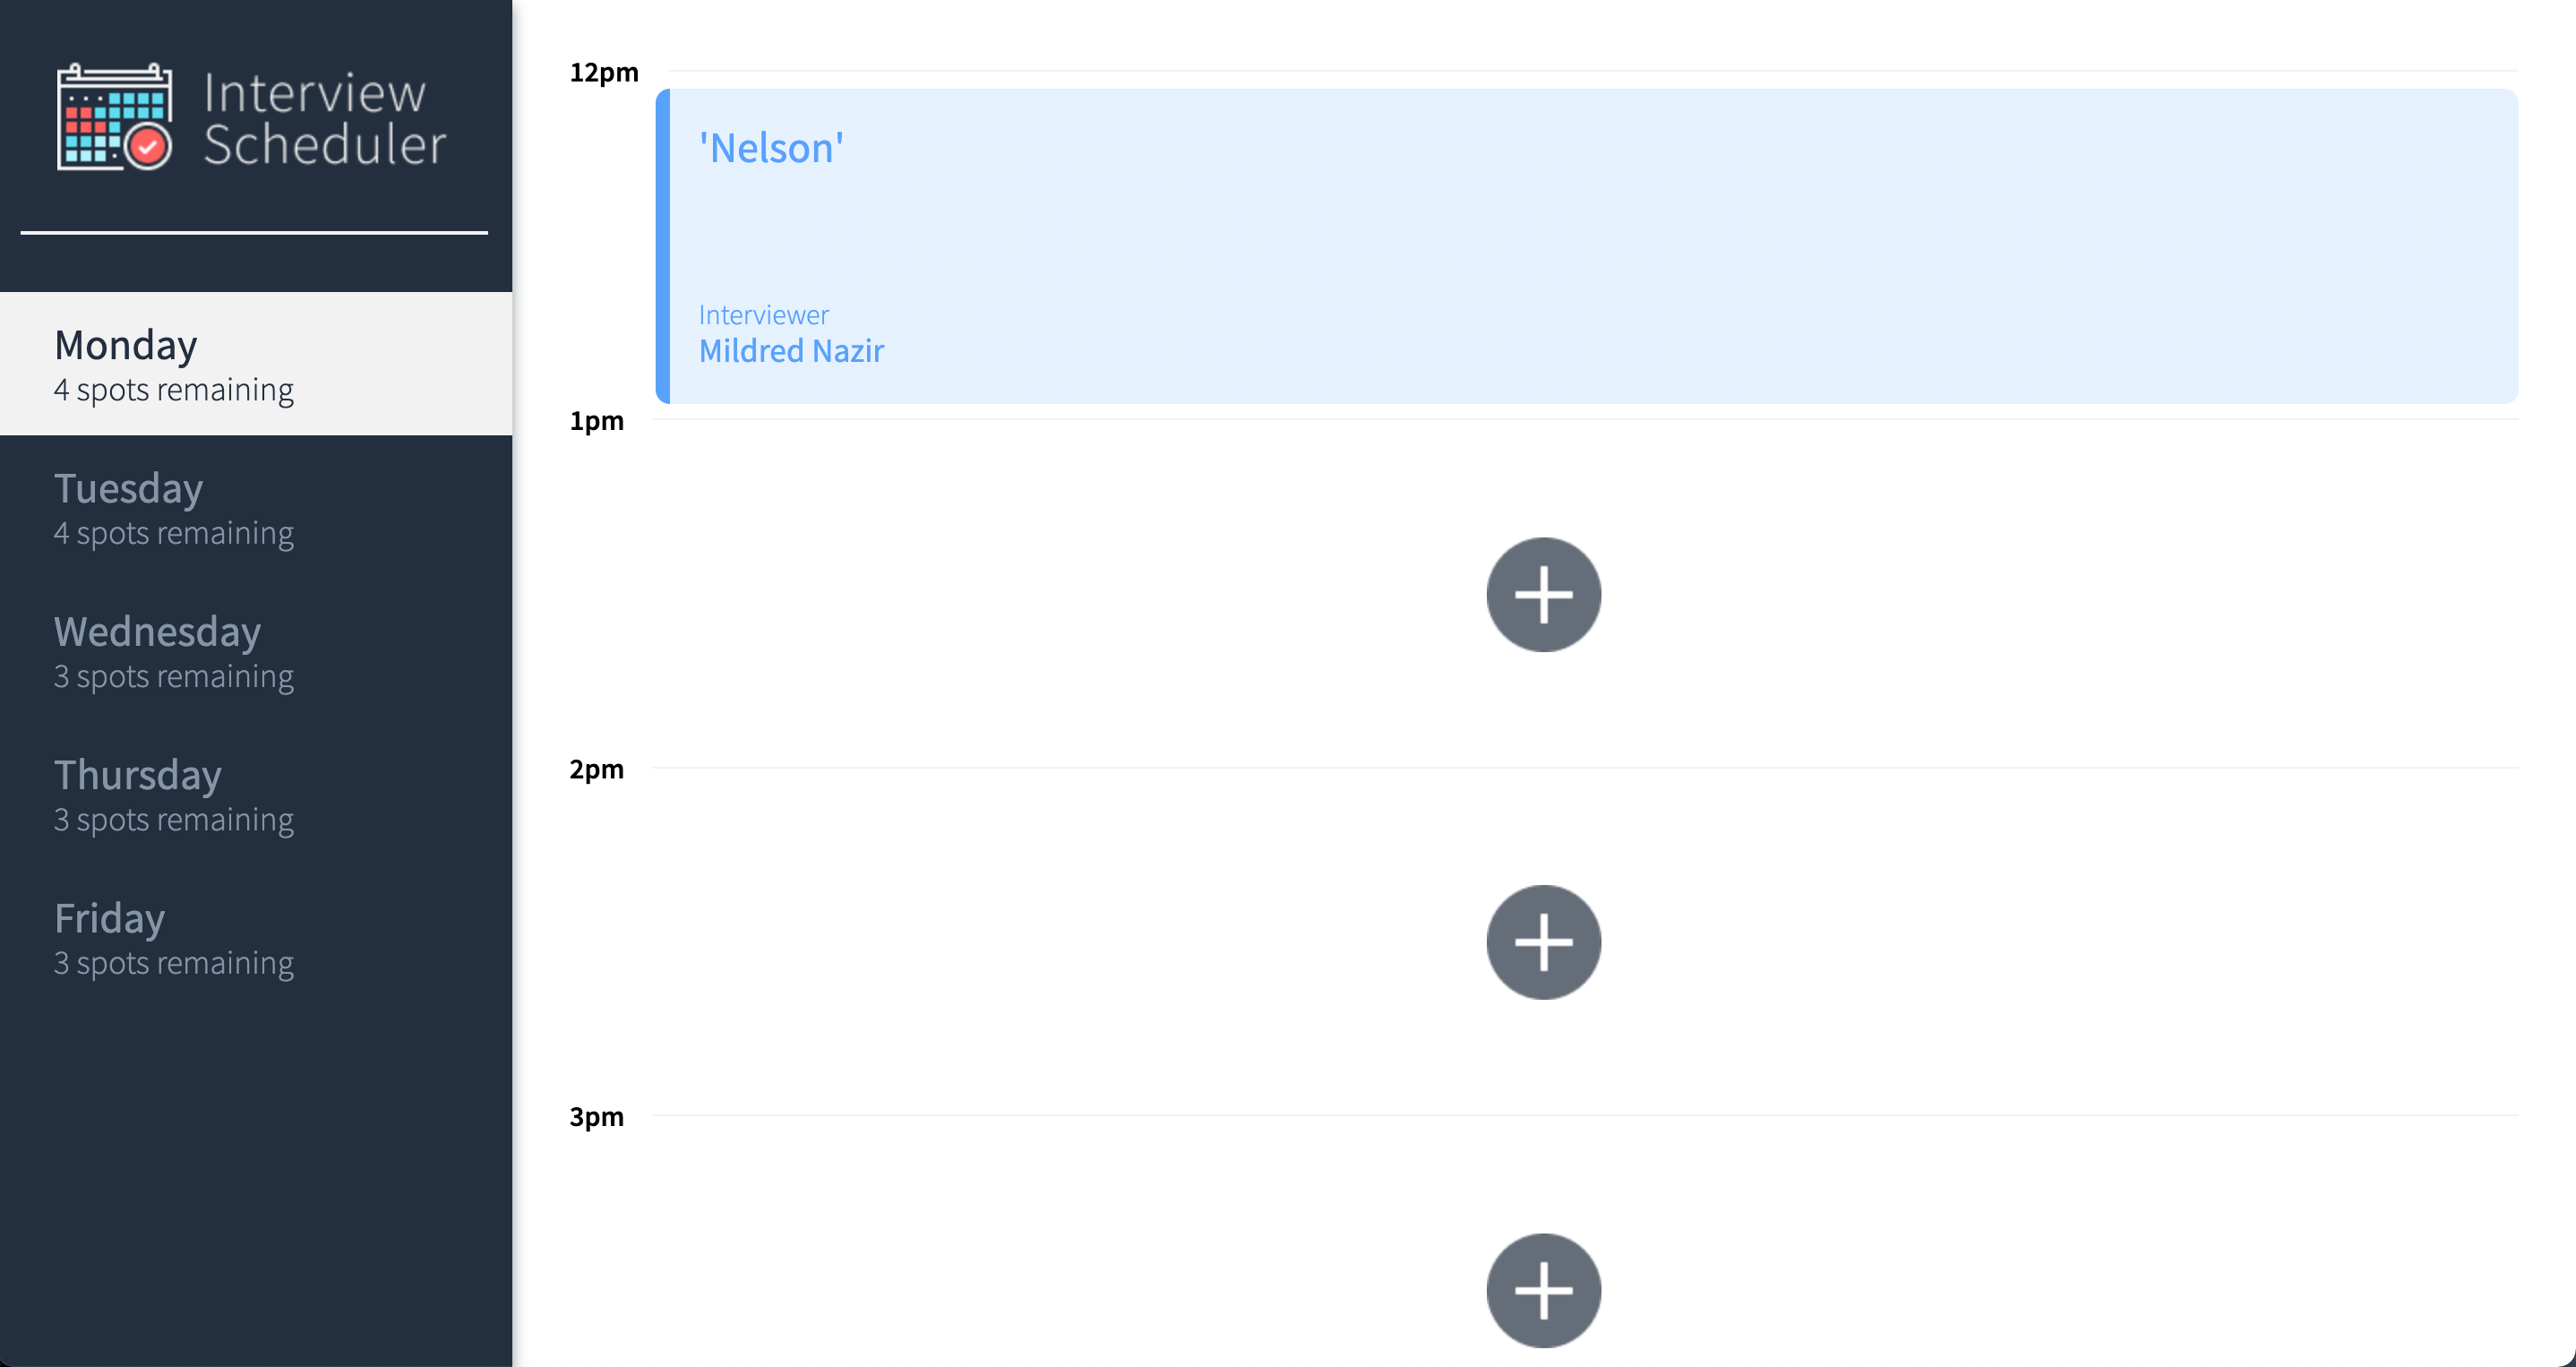 Interview
Scheduler
Monday
4 spots remaining
Tuesday
4 spots remaining
Wednesday
3 spots remaining
Thursday
3 spots remaining
Friday
3 spots remaining
12pm
'Nelson'
Interviewer
Mildred Nazir
1pm
2pm
3pm